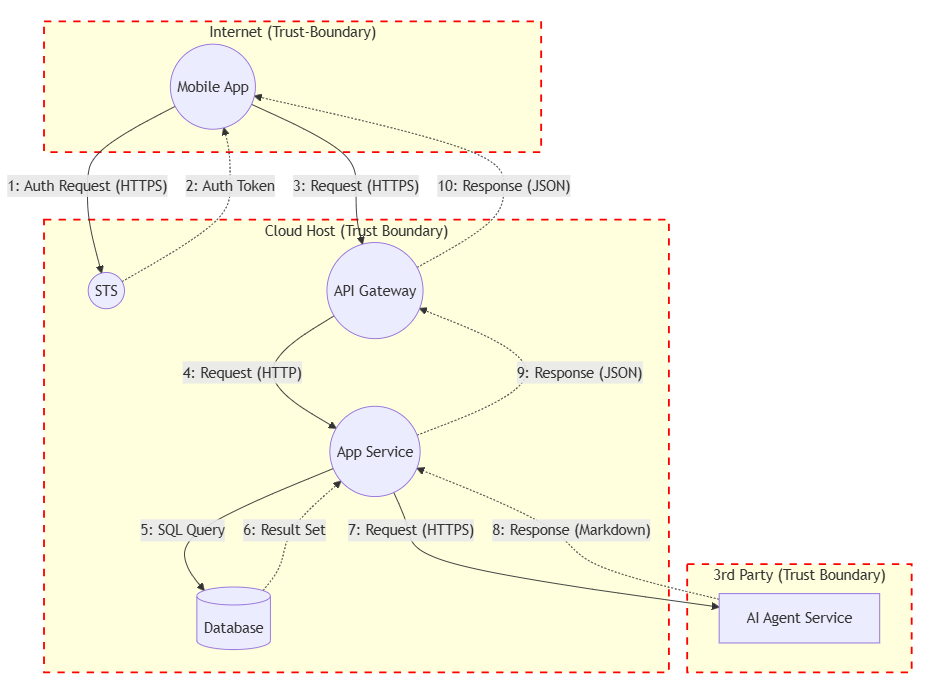 Internet (Trust-Boundary)
Mobile App
1: Auth Request (HTTPS)
2: Auth Token
3: Request (HTTPS)
10: Response (JSON)
Cloud Host (Trust Boundary)
STS
API Gateway
4: Request (HTTP)
9: Response (JSON)
App Service
5: SQL Query
6: Result Set
7: Request (HTTPS)
8: Response (Markdown)
3rd Party (Trust Boundary)
AI Agent Service
Database